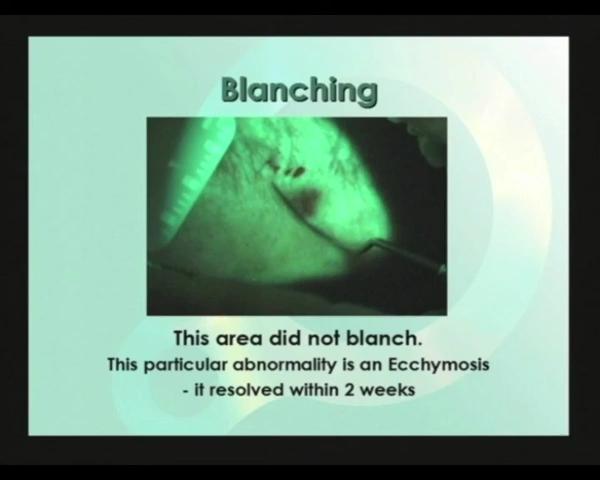 Blanching
This area did not blanch.
This particular abnormality is an Ecchymosis
- it resolved within 2 weeks